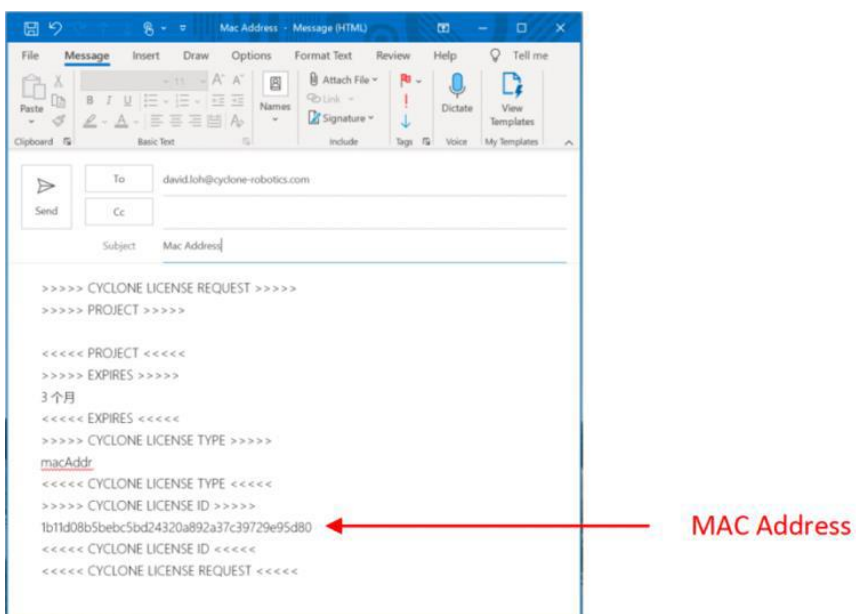 Mac Address - Message (HTML)
File Message Insert Draw Options Format Text Review Help Tell me
Paste
Clipboard
B I U
Basic Text
Names
Attach File
Link
Signature
Include
Tags
Dictate
Voice
View
Templates
My Templates
Send
To david.loh@cyclone-robotics.com
Cc
Subject Mac Address
>>>>> CYCLONE LICENSE REQUEST >>>>>
>>>>> PROJECT >>>>>
<<<<< PROJECT <<<<<
>>>>> EXPIRES >>>>>
3 个月
<<<<< EXPIRES <<<<<
>>>>> CYCLONE LICENSE TYPE >>>>>
macAddr
<<<<< CYCLONE LICENSE TYPE <<<<<
>>>>> CYCLONE LICENSE ID >>>>>
1b11d08b5bebc5bd24320a892a37c39729e95d80
<<<<< CYCLONE LICENSE ID <<<<<
<<<<< CYCLONE LICENSE REQUEST <<<<<
MAC Address